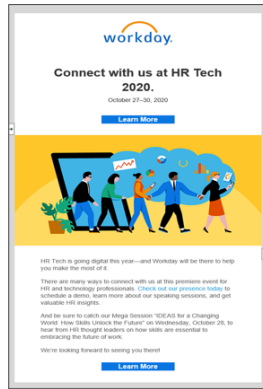 workday.
Connect with us at HR Tech
2020.
October 27–30, 2020
Learn More
HR Tech is going digital this year—and Workday will be there to help
you make the most of it.
There are many ways to connect with us at this premiere event for
HR and technology professionals. Check out our presence today to
schedule a demo, learn more about our speaking sessions, and get
valuable HR insights.
And be sure to catch our Mega Session "IDEAS for a Changing
World: How Skills Unlock the Future" on Wednesday, October 28, to
hear from HR thought leaders on how skills are essential to
embracing the future of work.
We're looking forward to seeing you there!
Learn More